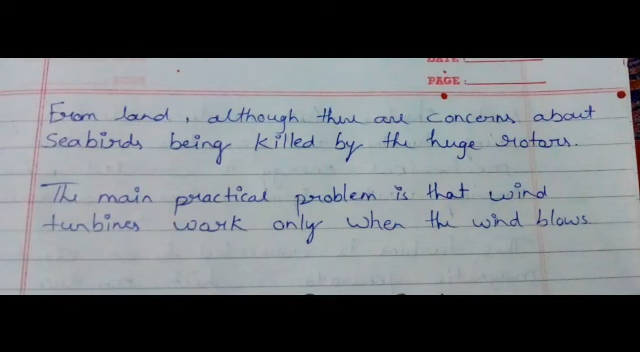 PAGE
From land, although there are concerns about
seabirds being killed by the huge rotors.
The main practical problem is that wind
turbines work only when the wind blows